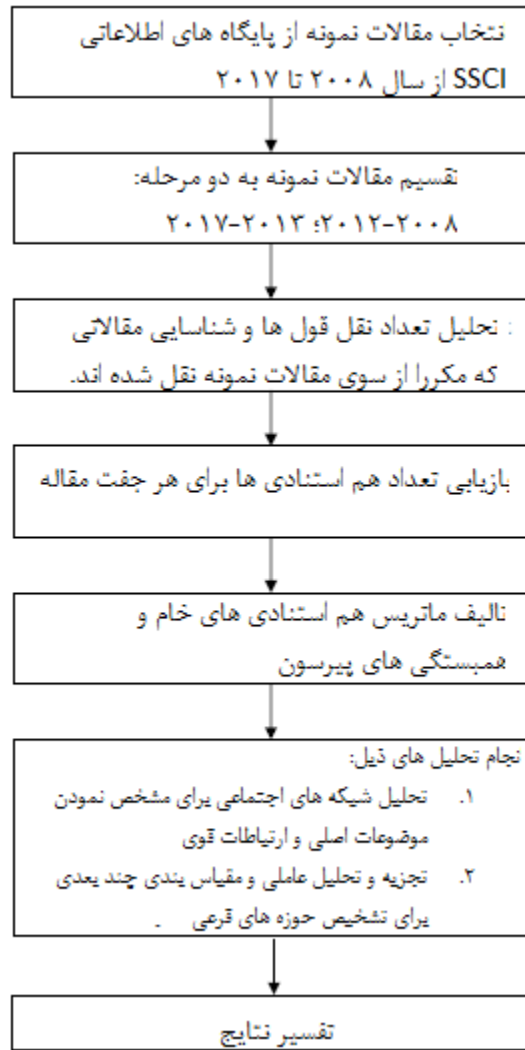 نتخاب مقالات نمونه از پایگاه های اطلاعاتی
SSCI از سال ۲۰۰۸ تا ۲۰۱۷
تقسیم مقالات نمونه به دو مرحله:
۲۰۰۸-۲۰۱۲؛ ۲۰۱۳-۲۰۱۷
: تحلیل تعداد نقل قول ها و شناسایی مقالاتی
که مکررا از سوی مقالات نمونه نقل شده اند.
بازیابی تعداد هم استنادی ها برای هر جفت مقاله
تالیف ماتریس هم استنادی های خام و
همبستگی های پیرسون
نجام تحلیل های ذیل:
۱. تحلیل شبکه های اجتماعی برای مشخص نمودن
موضوعات اصلی و ارتباطات قوی
۲. تجزیه و تحلیل عاملی و مقیاس بندی چند بعدی
برای تشخیص حوزه های فرعی .
تفسیر نتایج